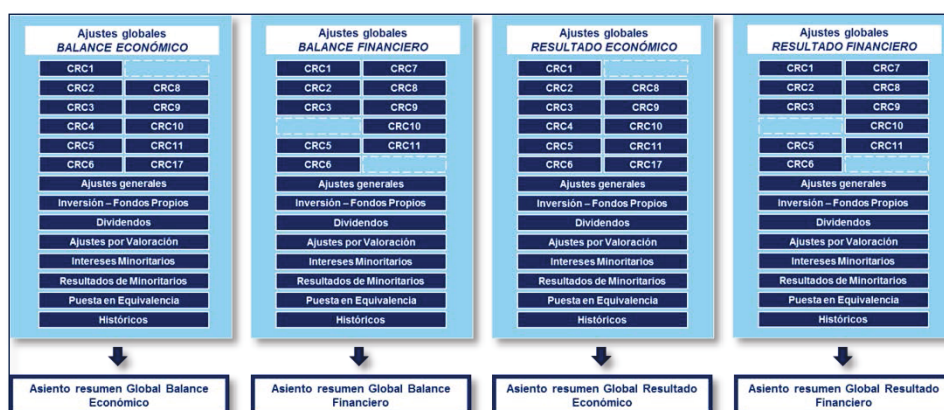 Ajustes globales
BALANCE ECONÓMICO
CRC1
CRC2 CRC8
CRC3 CRC9
CRC4 CRC10
CRC5 CRC11
CRC6 CRC17
Ajustes generales
Inversión – Fondos Propios
Dividendos
Ajustes por Valoración
Intereses Minoritarios
Resultados de Minoritarios
Puesta en Equivalencia
Históricos
Asiento resumen Global Balance
Económico
Ajustes globales
BALANCE FINANCIERO
CRC1 CRC7
CRC2 CRC8
CRC3 CRC9
CRC10
CRC5 CRC11
CRC6
Ajustes generales
Inversión – Fondos Propios
Dividendos
Ajustes por Valoración
Intereses Minoritarios
Resultados de Minoritarios
Puesta en Equivalencia
Históricos
Asiento resumen Global Balance
Financiero
Ajustes globales
RESULTADO ECONÓMICO
CRC1
CRC2 CRC8
CRC3 CRC9
CRC4 CRC10
CRC5 CRC11
CRC6 CRC17
Ajustes generales
Inversión – Fondos Propios
Dividendos
Ajustes por Valoración
Intereses Minoritarios
Resultados de Minoritarios
Puesta en Equivalencia
Históricos
Asiento resumen Global Resultado
Económico
Ajustes globales
RESULTADO FINANCIERO
CRC1 CRC7
CRC2 CRC8
CRC3 CRC9
CRC10
CRC5 CRC11
CRC6
Ajustes generales
Inversión – Fondos Propios
Dividendos
Ajustes por Valoración
Intereses Minoritarios
Resultados de Minoritarios
Puesta en Equivalencia
Históricos
Asiento resumen Global Resultado
Financiero